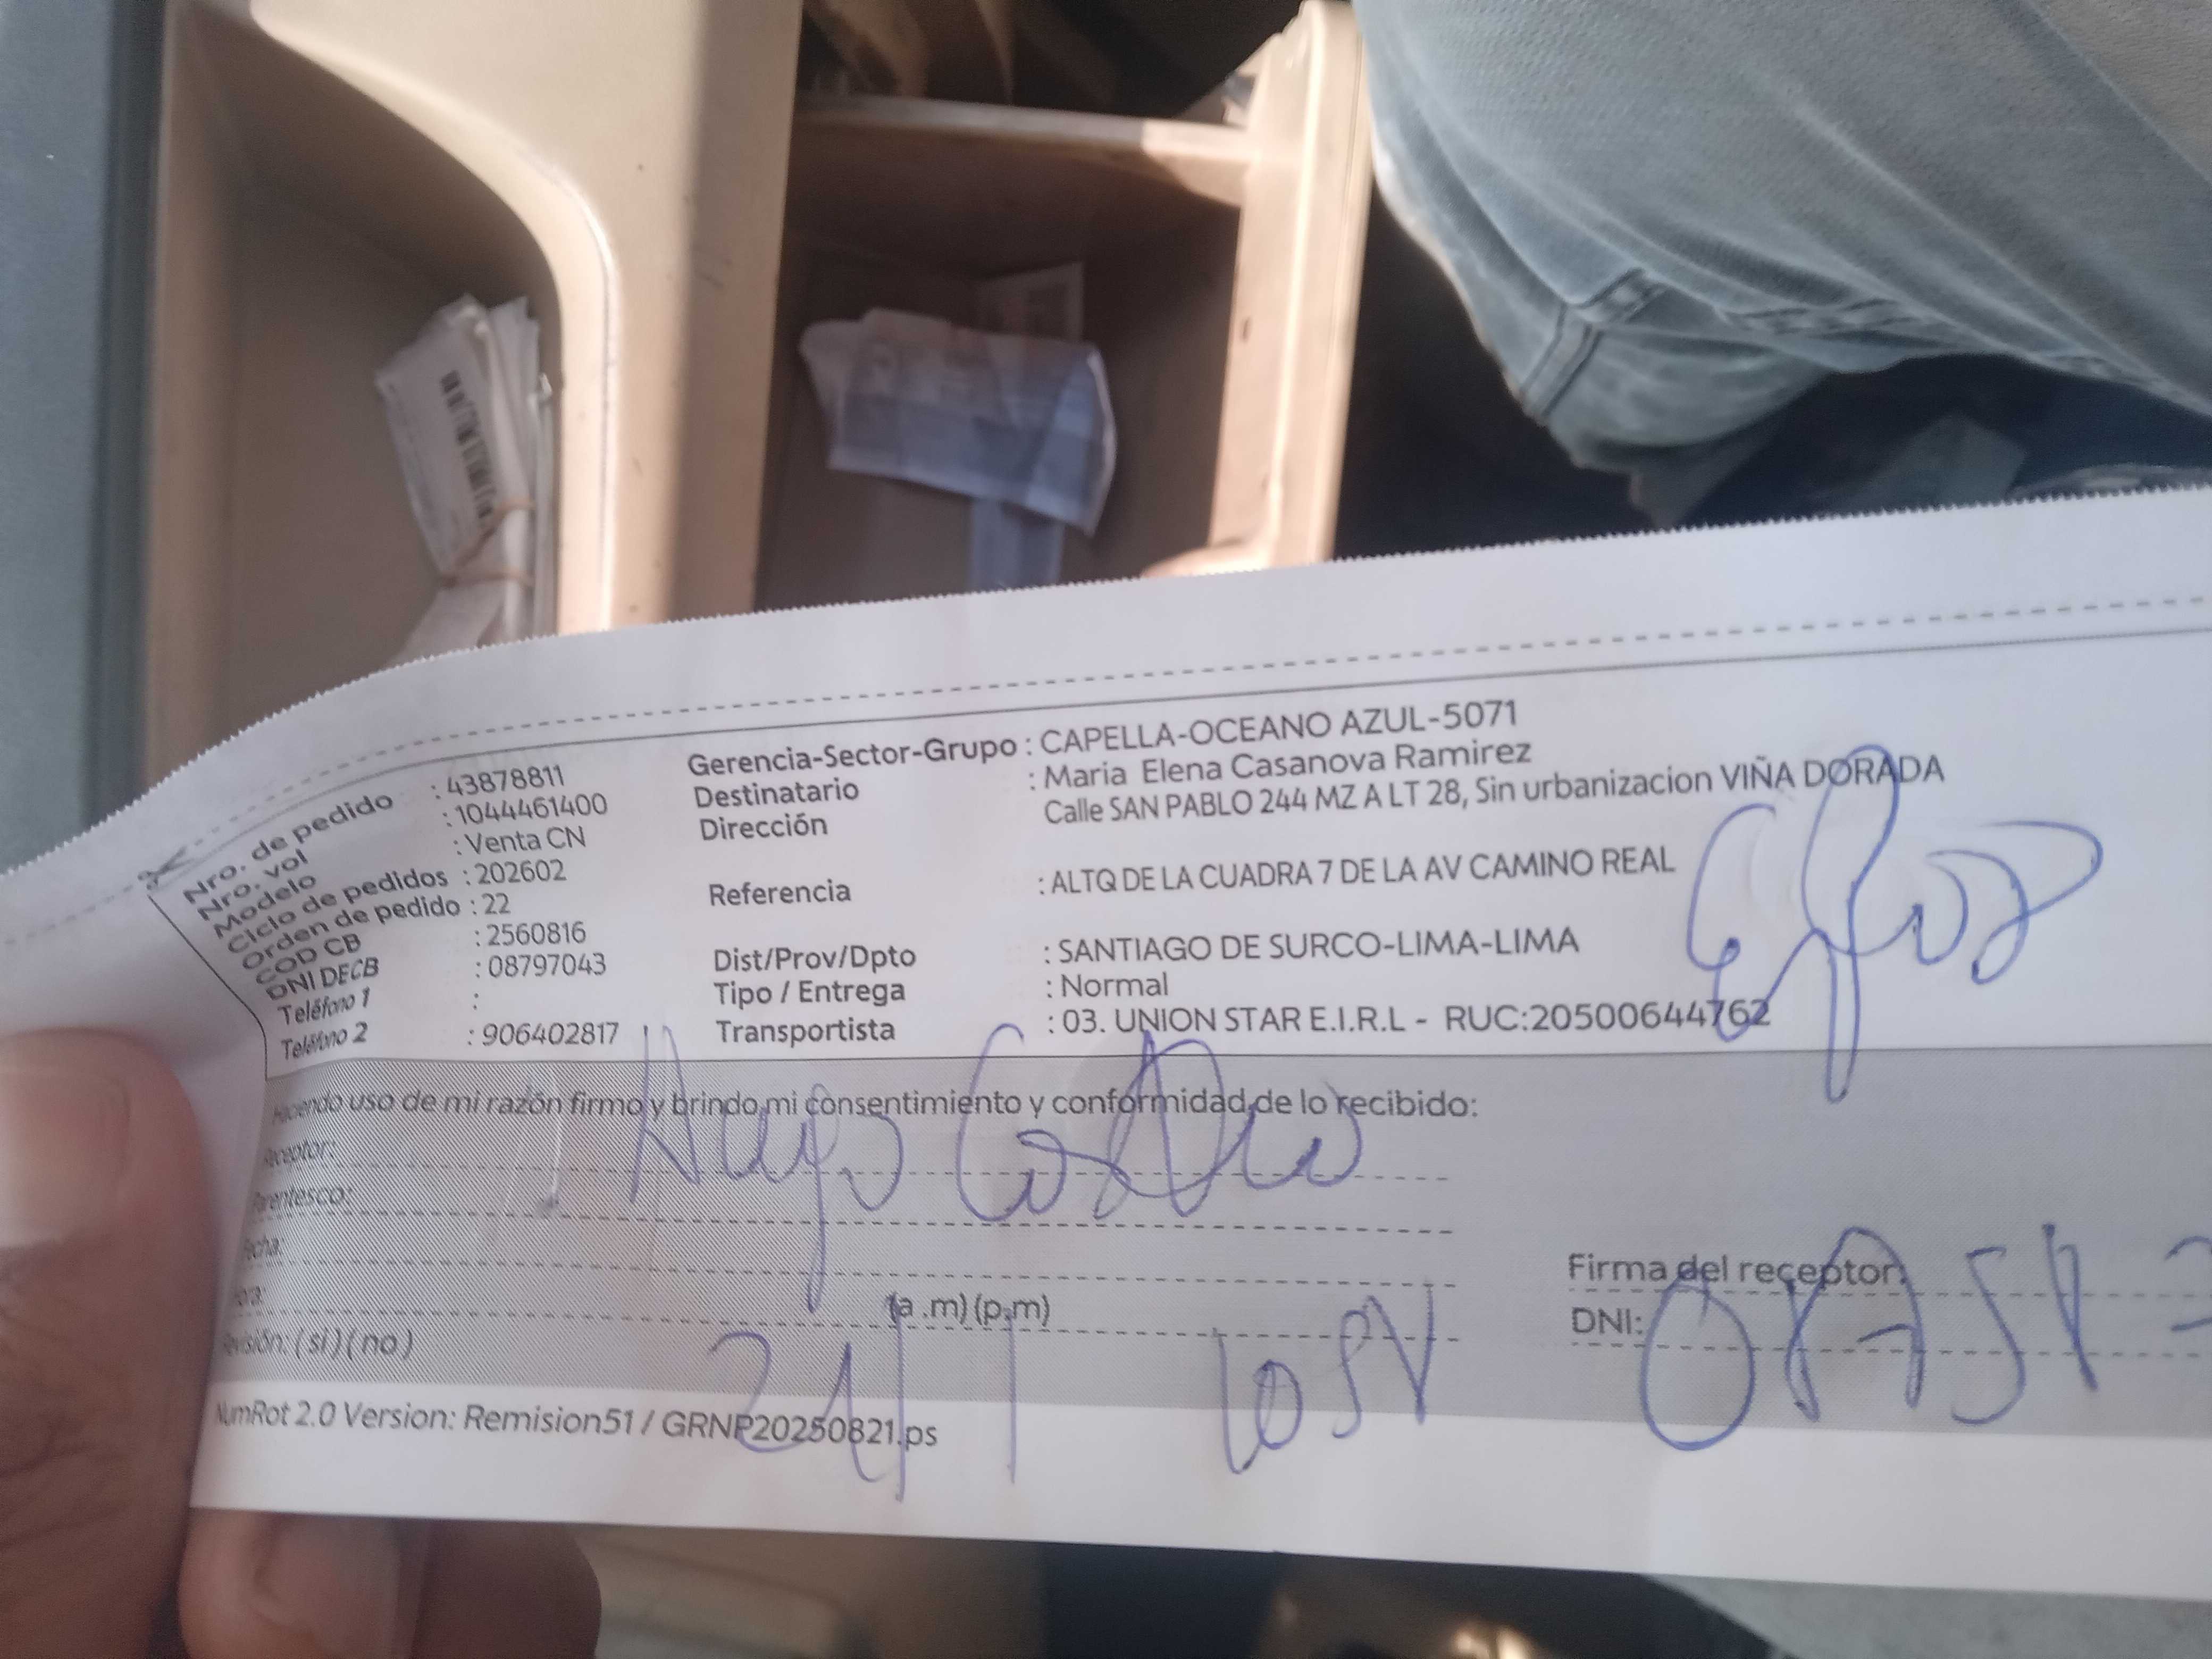 Nro. de pedido : 43878811
Nro. vol : 1044461400
Modelo : Venta CN
Ciclo de pedidos : 202602
Orden de pedido : 22
COD CB : 2560816
DNI DECB : 08797043
Teléfono 1 :
Teléfono 2 : 906402817
Gerencia-Sector-Grupo : CAPELLA-OCEANO AZUL-5071
Destinatario : Maria Elena Casanova Ramirez
Dirección Calle SAN PABLO 244 MZ A LT 28, Sin urbanizacion VIÑA DORADA
Referencia : ALTQ DE LA CUADRA 7 DE LA AV CAMINO REAL
Dist/Prov/Dpto : SANTIAGO DE SURCO-LIMA-LIMA
Tipo / Entrega : Normal
Transportista : 03. UNION STAR E.I.R.L - RUC:20500644762
Haciendo uso de mi razón firmo y brindo mi consentimiento y conformidad de lo recibido:
Receptor: Hugo
Parentesco:
Fecha:
Hora: (a .m) (p.m)
Revisión: ( si ) ( no )
Firma del receptor:
DNI:
NumRot 2.0 Version: Remision51 / GRNP20250821.ps